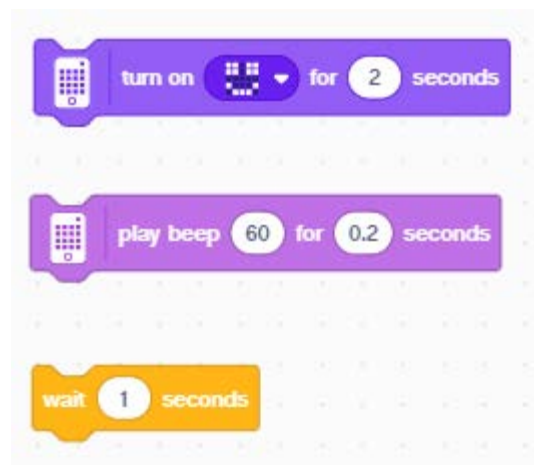 turn on for 2 seconds
play beep 60 for 0.2 seconds
wait 1 seconds